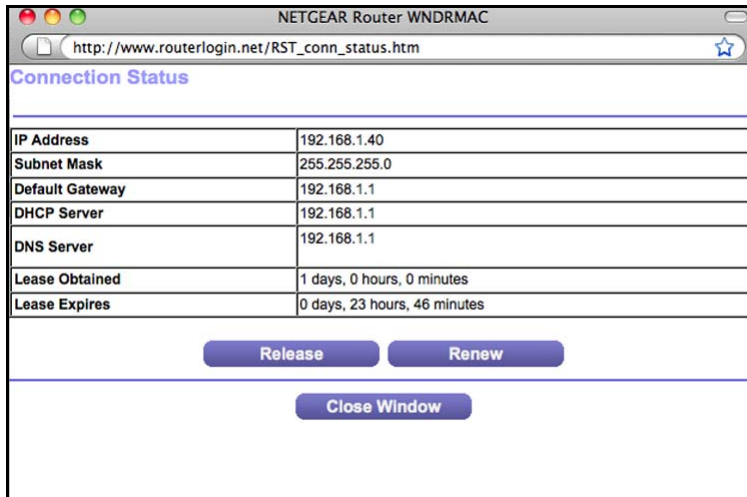 NETGEAR Router WNDRMAC
http://www.routerlogin.net/RST_conn_status.htm
Connection Status
IP Address 192.168.1.40
Subnet Mask 255.255.255.0
Default Gateway 192.168.1.1
DHCP Server 192.168.1.1
DNS Server 192.168.1.1
Lease Obtained 1 days, 0 hours, 0 minutes
Lease Expires 0 days, 23 hours, 46 minutes
Release Renew
Close Window